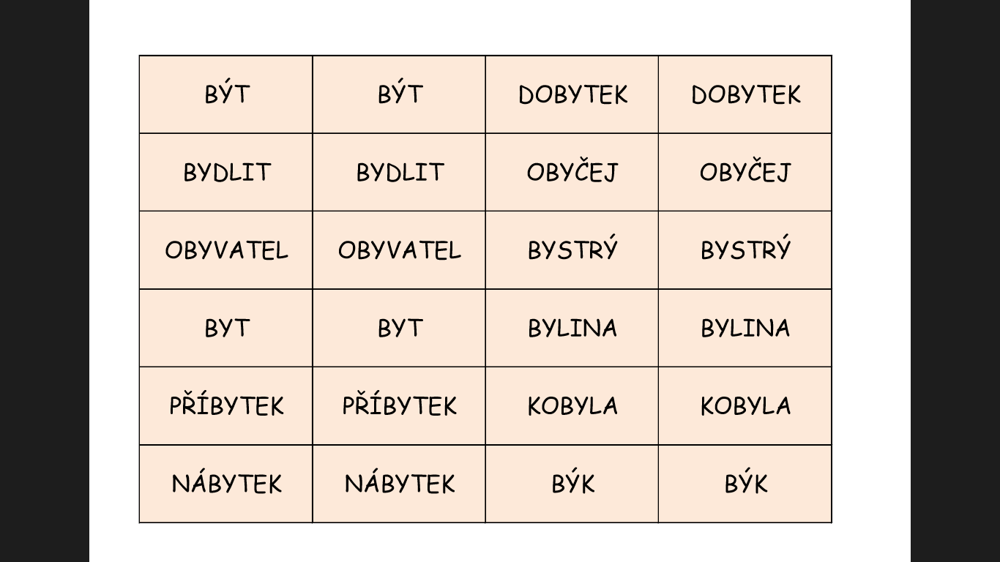 BÝT BÝT DOBYTEK DOBYTEK
BYDLIT BYDLIT OBYČEJ OBYČEJ
OBYVATEL OBYVATEL BYSTRÝ BYSTRÝ
BYT BYT BYLINA BYLINA
PŘÍBYTEK PŘÍBYTEK KOBYLA KOBYLA
NÁBYTEK NÁBYTEK BÝK BÝK